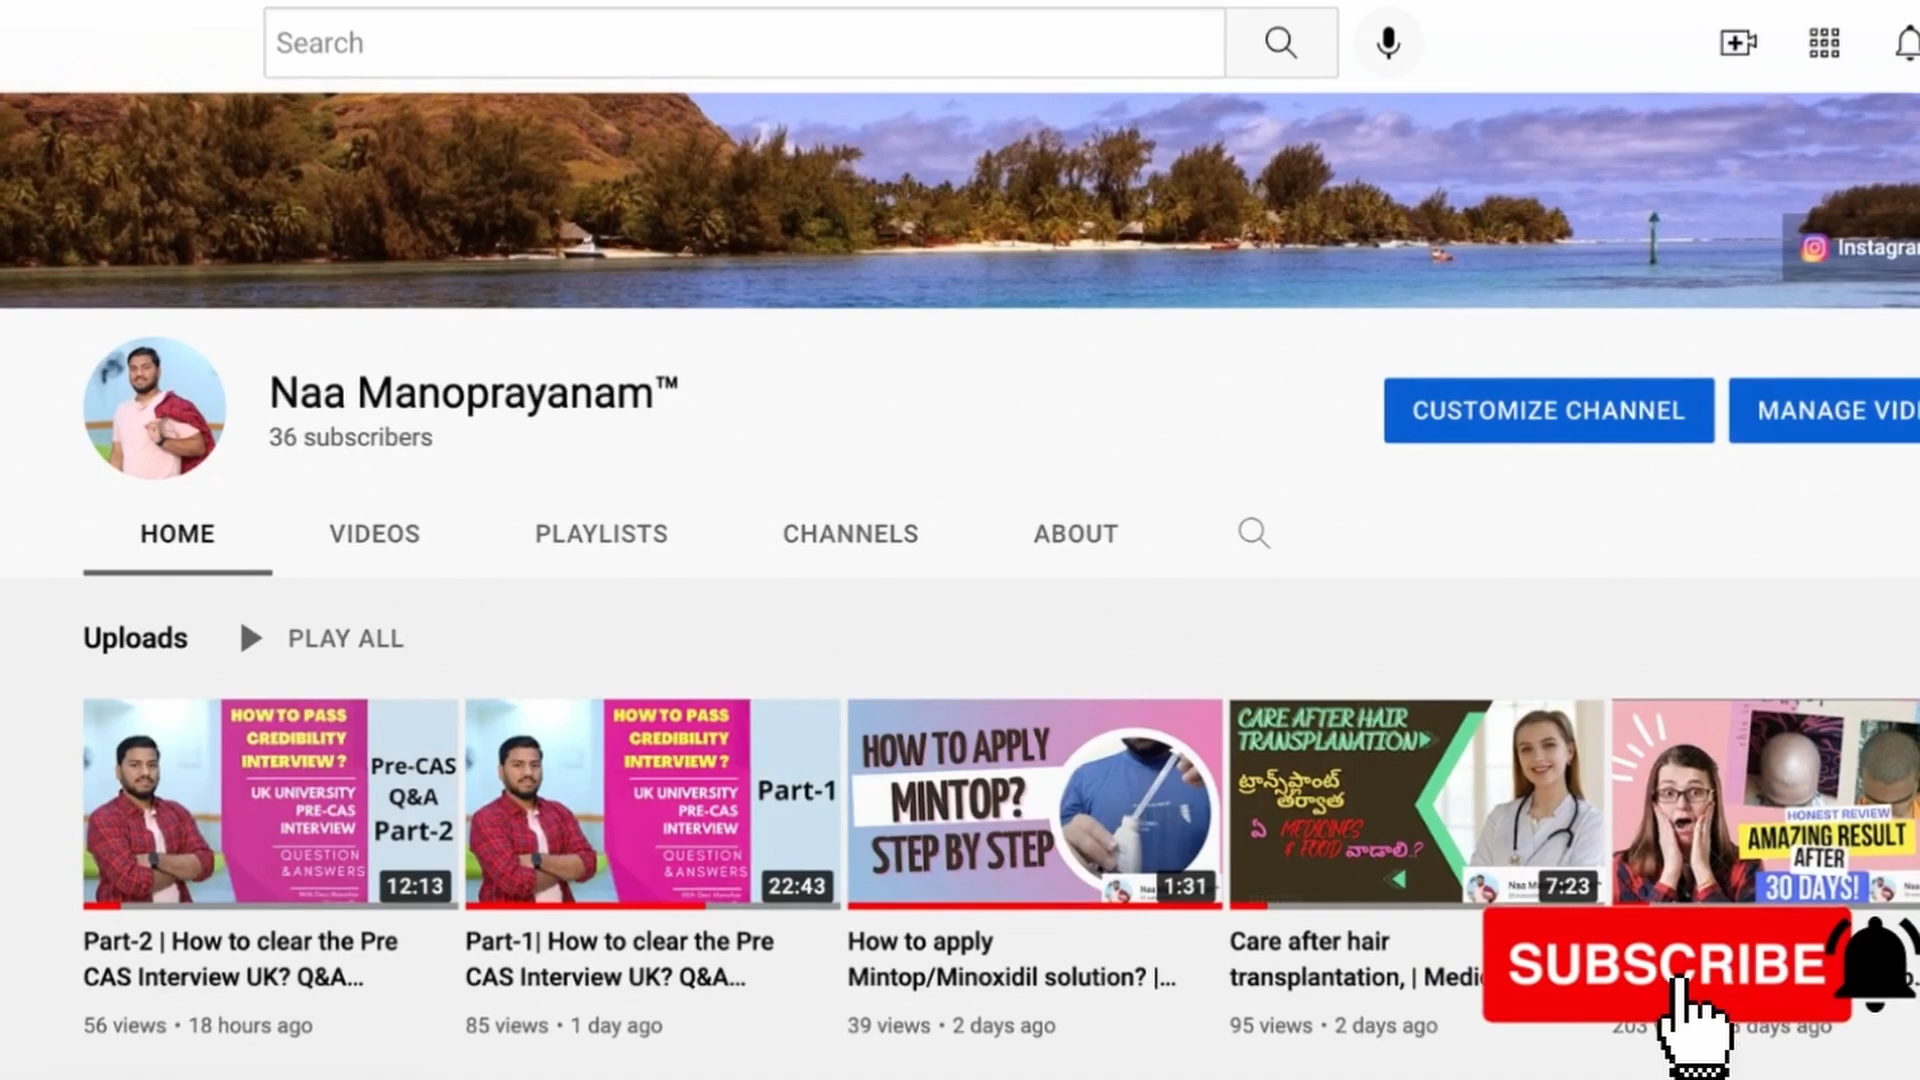 Search
Instagra
Naa Manoprayanam™
36 subscribers
CUSTOMIZE CHANNEL
MANAGE VID
HOME
VIDEOS
PLAYLISTS
CHANNELS
ABOUT
Uploads
PLAY ALL
HOW TO PASS
CREDIBILITY
INTERVIEW ?
UK UNIVERSITY
PRE-CAS
INTERVIEW
QUESTION
&ANSWERS
Pre-CAS
Q&A
Part-2
12:13
HOW TO PASS
CREDIBILITY
INTERVIEW ?
UK UNIVERSITY
PRE-CAS
INTERVIEW
QUESTION
&ANSWERS
Part-1
22:43
HOW TO APPLY
MINTOP?
STEP BY STEP
Naa
1:31
CARE AFTER HAIR
TRANSPLANATION
ట్రాన్స్‌ప్లాంట్
తర్వాత
ఏ MEDICINES
& FOOD వాడాలి?
Naa M
7:23
HONEST REVIEW
AMAZING RESULT
AFTER
30 DAYS!
Part-2 | How to clear the Pre
CAS Interview UK? Q&A...
56 views • 18 hours ago
Part-1| How to clear the Pre
CAS Interview UK? Q&A...
85 views • 1 day ago
How to apply
Mintop/Minoxidil solution? |...
39 views • 2 days ago
Care after hair
transplantation, | Medi
95 views • 2 days ago
SUBSCRIBE
203
days ago